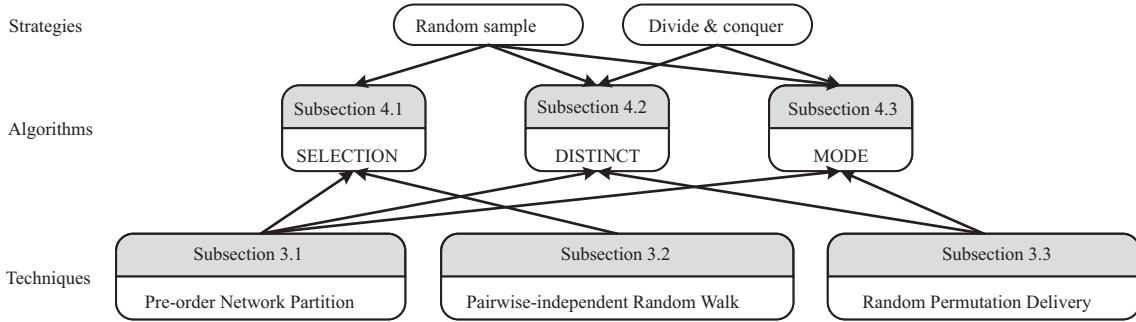 Strategies
Random sample
Divide & conquer
Algorithms
Subsection 4.1
SELECTION
Subsection 4.2
DISTINCT
Subsection 4.3
MODE
Techniques
Subsection 3.1
Pre-order Network Partition
Subsection 3.2
Pairwise-independent Random Walk
Subsection 3.3
Random Permutation Delivery